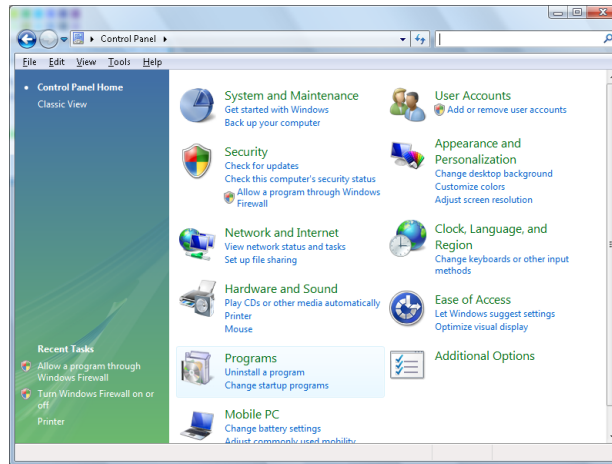 Control Panel
File Edit View Tools Help
Control Panel Home
Classic View
Recent Tasks
Allow a program through
Windows Firewall
Turn Windows Firewall on or
off
Printer
System and Maintenance
Get started with Windows
Back up your computer
Security
Check for updates
Check this computer's security status
Allow a program through Windows
Firewall
Network and Internet
View network status and tasks
Set up file sharing
Hardware and Sound
Play CDs or other media automatically
Printer
Mouse
Programs
Uninstall a program
Change startup programs
Mobile PC
Change battery settings
Adjust commonly used mobility
User Accounts
Add or remove user accounts
Appearance and
Personalization
Change desktop background
Customize colors
Adjust screen resolution
Clock, Language, and
Region
Change keyboards or other input
methods
Ease of Access
Let Windows suggest settings
Optimize visual display
Additional Options